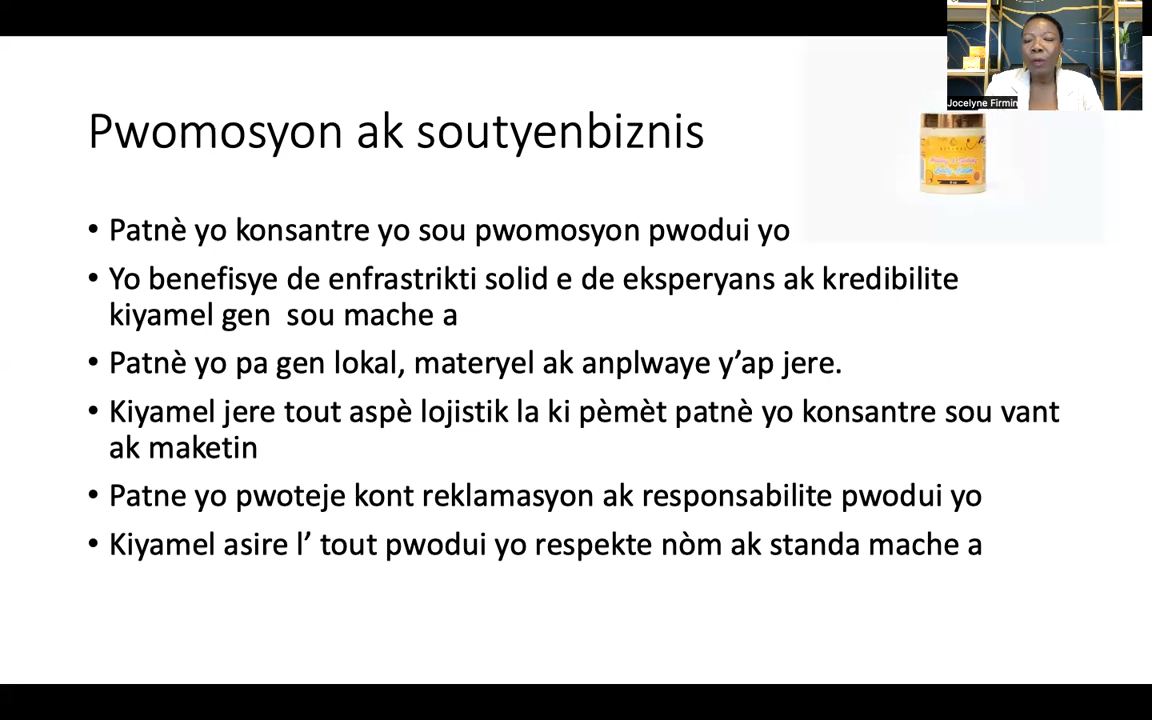 Jocelyne Firmin
Pwomosyon ak soutyenbiznis
• Patnè yo konsantre yo sou pwomosyon pwodui yo
• Yo benefisye de enfrastrikti solid e de eksperyans ak kredibilite
kiyamel gen sou mache a
• Patnè yo pa gen lokal, materyel ak anplwaye y’ap jere.
• Kiyamel jere tout aspè lojistik la ki pèmèt patnè yo konsantre sou vant
ak maketin
• Patne yo pwoteje kont reklamasyon ak responsabilite pwodui yo
• Kiyamel asire l’ tout pwodui yo respekte nòm ak standa mache a